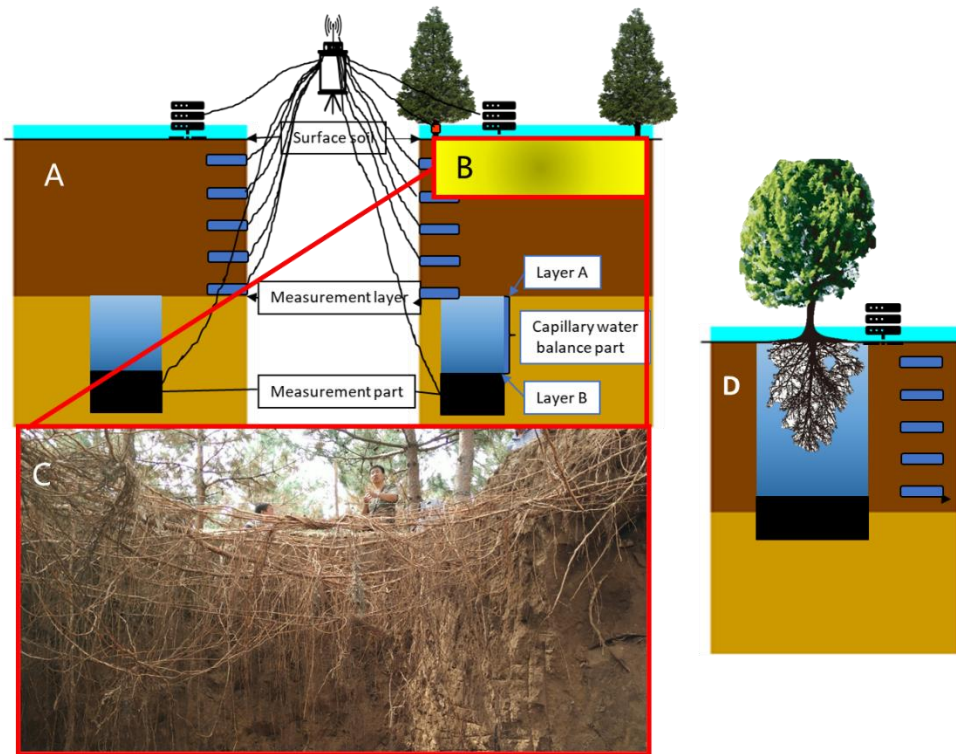 Surface soil
A
B
Layer A
Measurement layer
Capillary water
balance part
Measurement part
Layer B
D
C